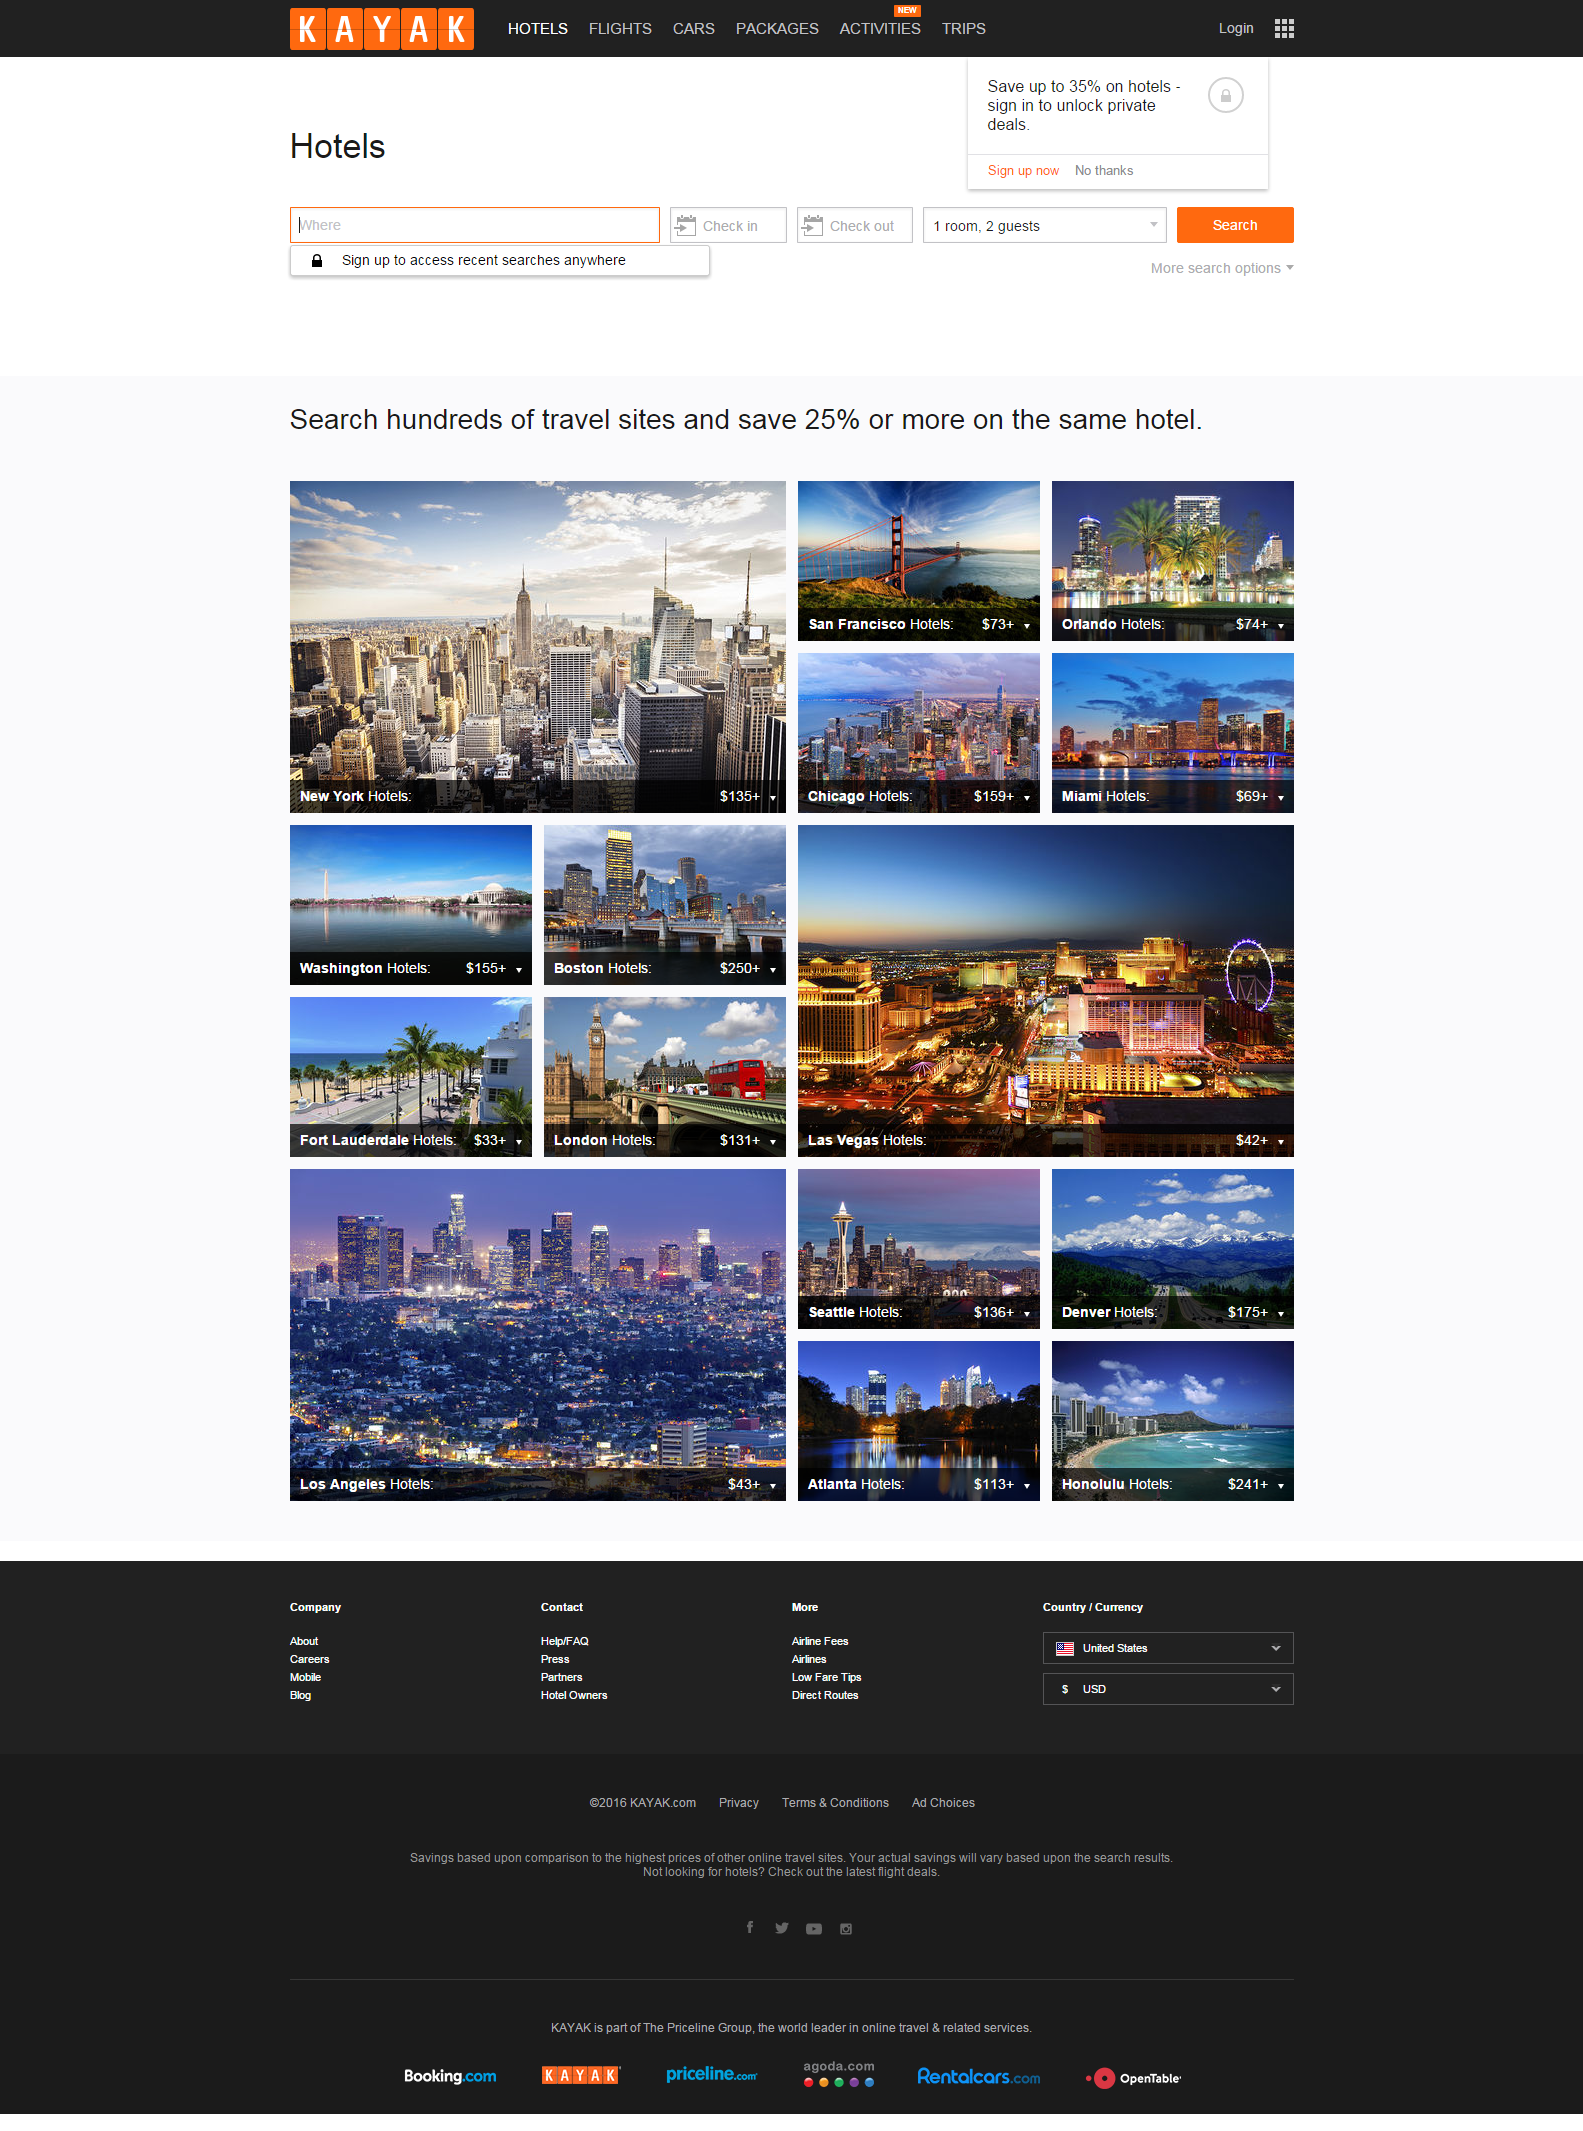 KAYAK
HOTELS FLIGHTS CARS PACKAGES ACTIVITIES NEW TRIPS
Login
Save up to 35% on hotels -
sign in to unlock private
deals.
Sign up now No thanks
Hotels
Where Check in Check out 1 room, 2 guests Search
Sign up to access recent searches anywhere
More search options
Search hundreds of travel sites and save 25% or more on the same hotel.
San Francisco Hotels: $73+
Orlando Hotels: $74+
New York Hotels: $135+
Chicago Hotels: $159+
Miami Hotels: $69+
Washington Hotels: $155+
Boston Hotels: $250+
Fort Lauderdale Hotels: $33+
London Hotels: $131+
Las Vegas Hotels: $42+
Seattle Hotels: $136+
Denver Hotels: $175+
Los Angeles Hotels: $43+
Atlanta Hotels: $113+
Honolulu Hotels: $241+
Company
About
Careers
Mobile
Blog
Contact
Help/FAQ
Press
Partners
Hotel Owners
More
Airline Fees
Airlines
Low Fare Tips
Direct Routes
Country / Currency
United States
$ USD
©2016 KAYAK.com Privacy Terms & Conditions Ad Choices
Savings based upon comparison to the highest prices of other online travel sites. Your actual savings will vary based upon the search results.
Not looking for hotels? Check out the latest flight deals.
KAYAK is part of The Priceline Group, the world leader in online travel & related services.
Booking.com KAYAK priceline.com agoda.com Rentalcars.com OpenTable